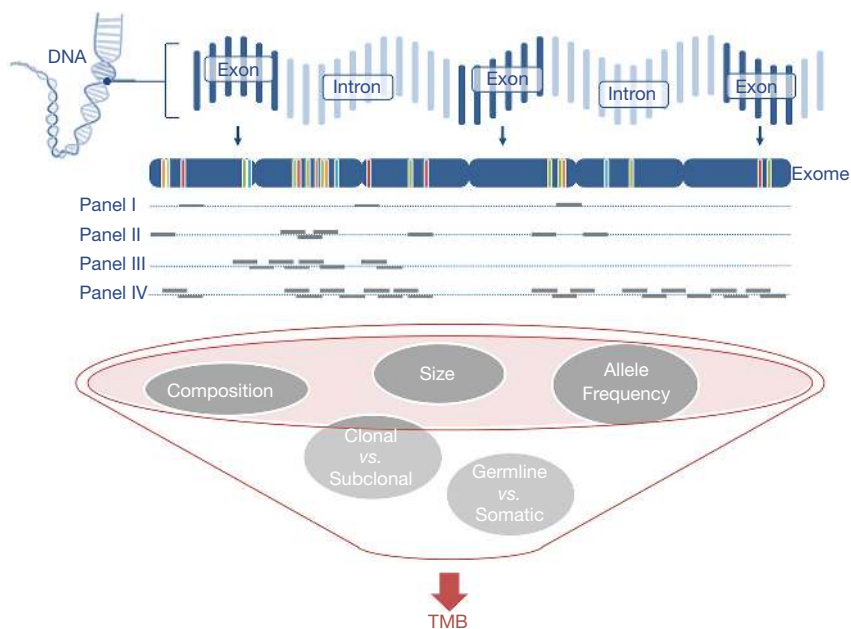 DNA
Exon
Intron
Exon
Intron
Exon
Exome
Panel I
Panel II
Panel III
Panel IV
Composition
Size
Allele
Frequency
Clonal
vs.
Subclonal
Germline
vs.
Somatic
TMB